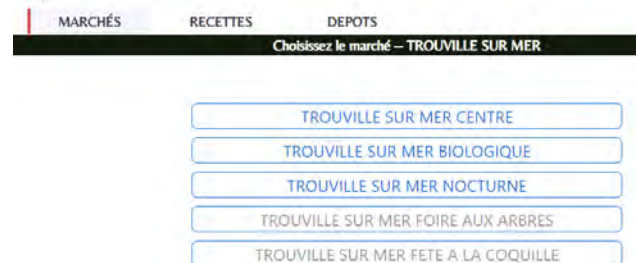 MARCHÉS RECETTES DEPOTS
Choisissez le marché – TROUVILLE SUR MER
TROUVILLE SUR MER CENTRE
TROUVILLE SUR MER BIOLOGIQUE
TROUVILLE SUR MER NOCTURNE
TROUVILLE SUR MER FOIRE AUX ARBRES
TROUVILLE SUR MER FETE A LA COQUILLE